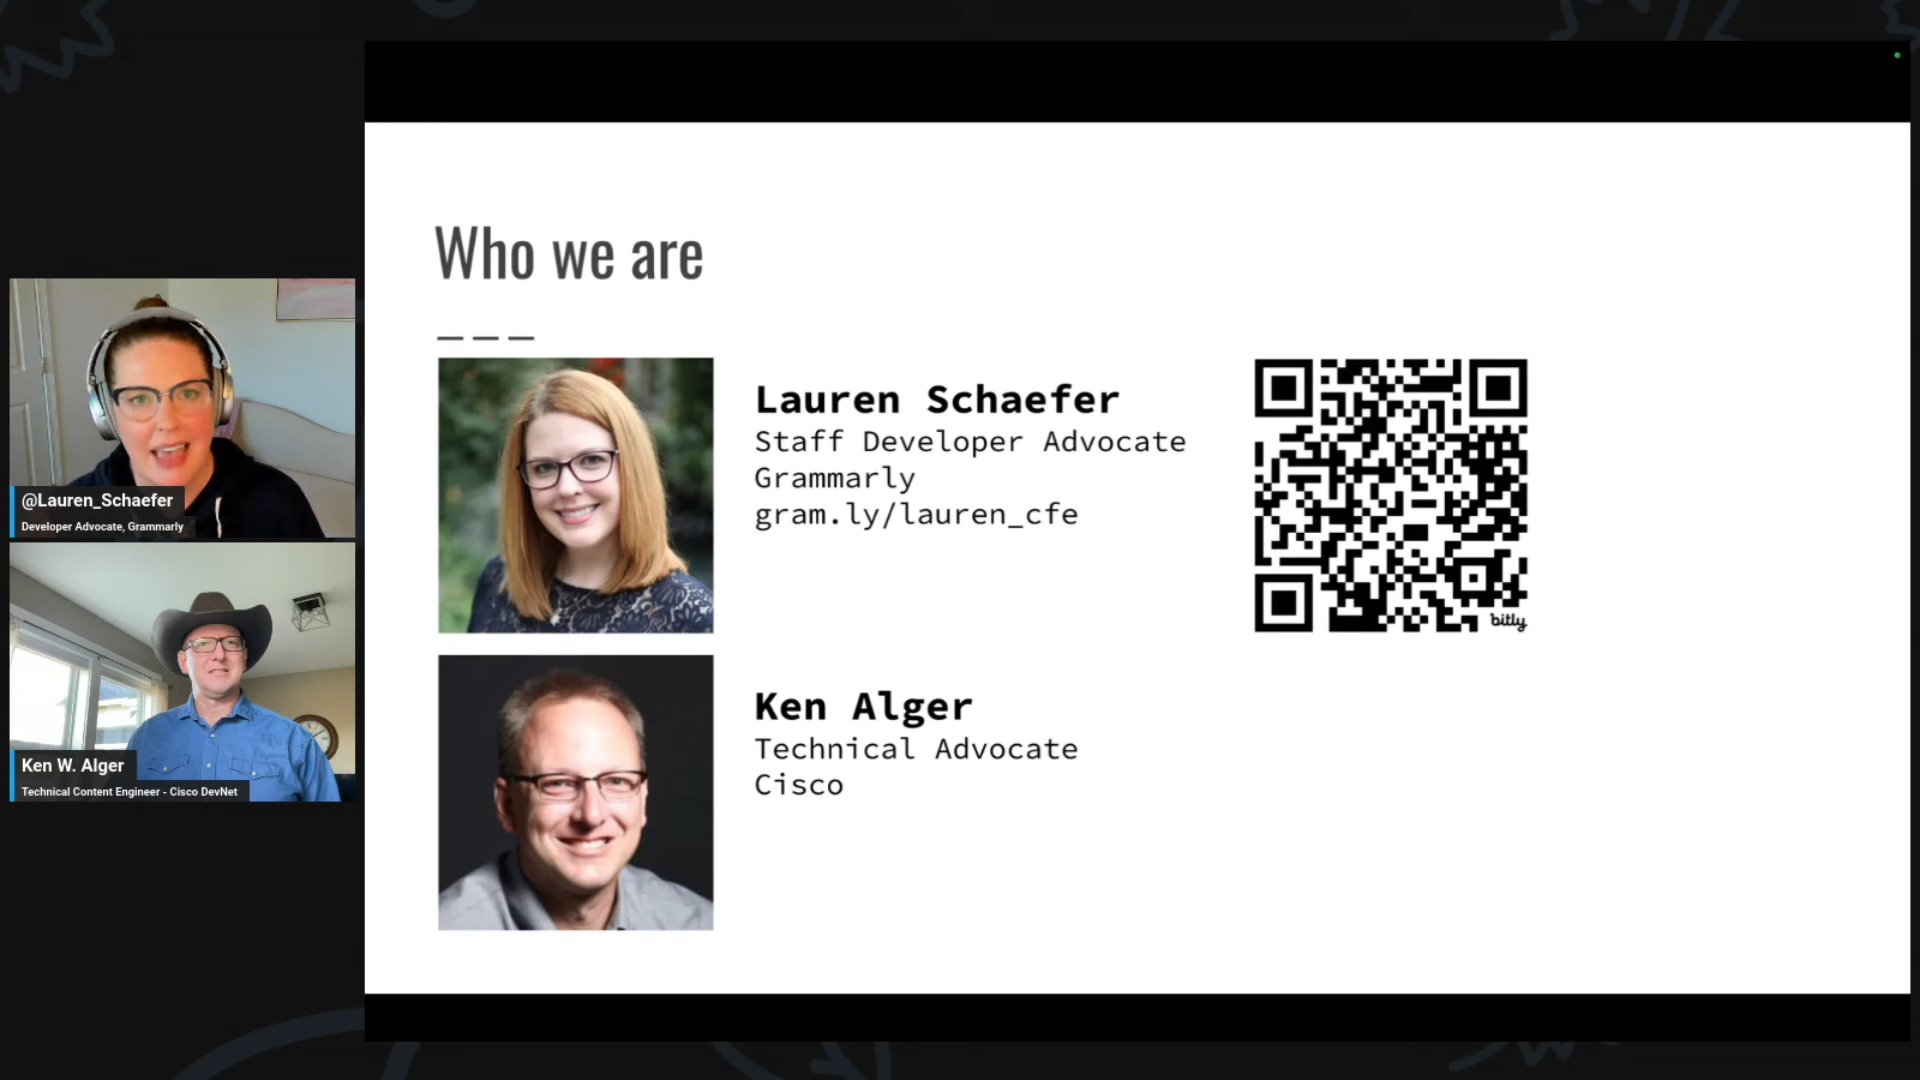 Who we are
Lauren Schaefer
Staff Developer Advocate
Grammarly
gram.ly/lauren_cfe
bitly
Ken Alger
Technical Advocate
Cisco
@Lauren_Schaefer
Developer Advocate, Grammarly
Ken W. Alger
Technical Content Engineer - Cisco DevNet